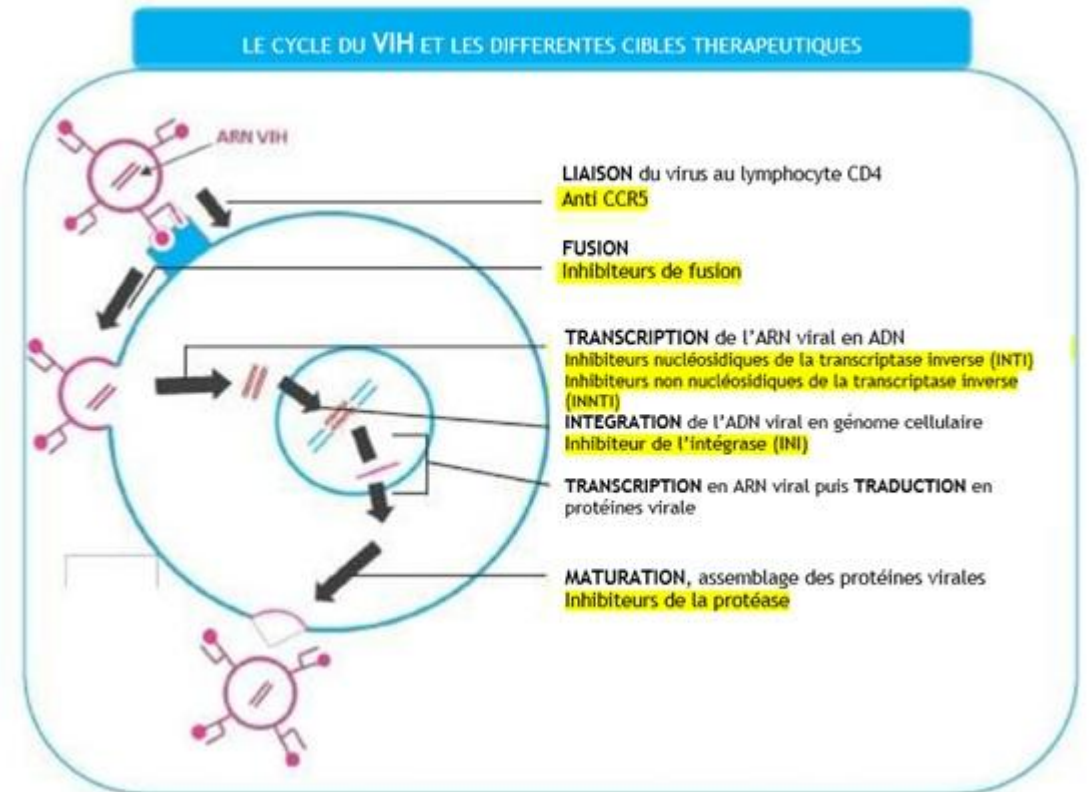 LE CYCLE DU VIH ET LES DIFFERENTES CIBLES THERAPEUTIQUES
ARN VIH
LIAISON du virus au lymphocyte CD4
Anti CCR5
FUSION
Inhibiteurs de fusion
TRANSCRIPTION de l'ARN viral en ADN
Inhibiteurs nucléosidiques de la transcriptase inverse (INTI)
Inhibiteurs non nucléosidiques de la transcriptase inverse
(INNTI)
INTEGRATION de l'ADN viral en génome cellulaire
Inhibiteur de l'intégrase (INI)
TRANSCRIPTION en ARN viral puis TRADUCTION en
protéines virale
MATURATION, assemblage des protéines virales
Inhibiteurs de la protéase